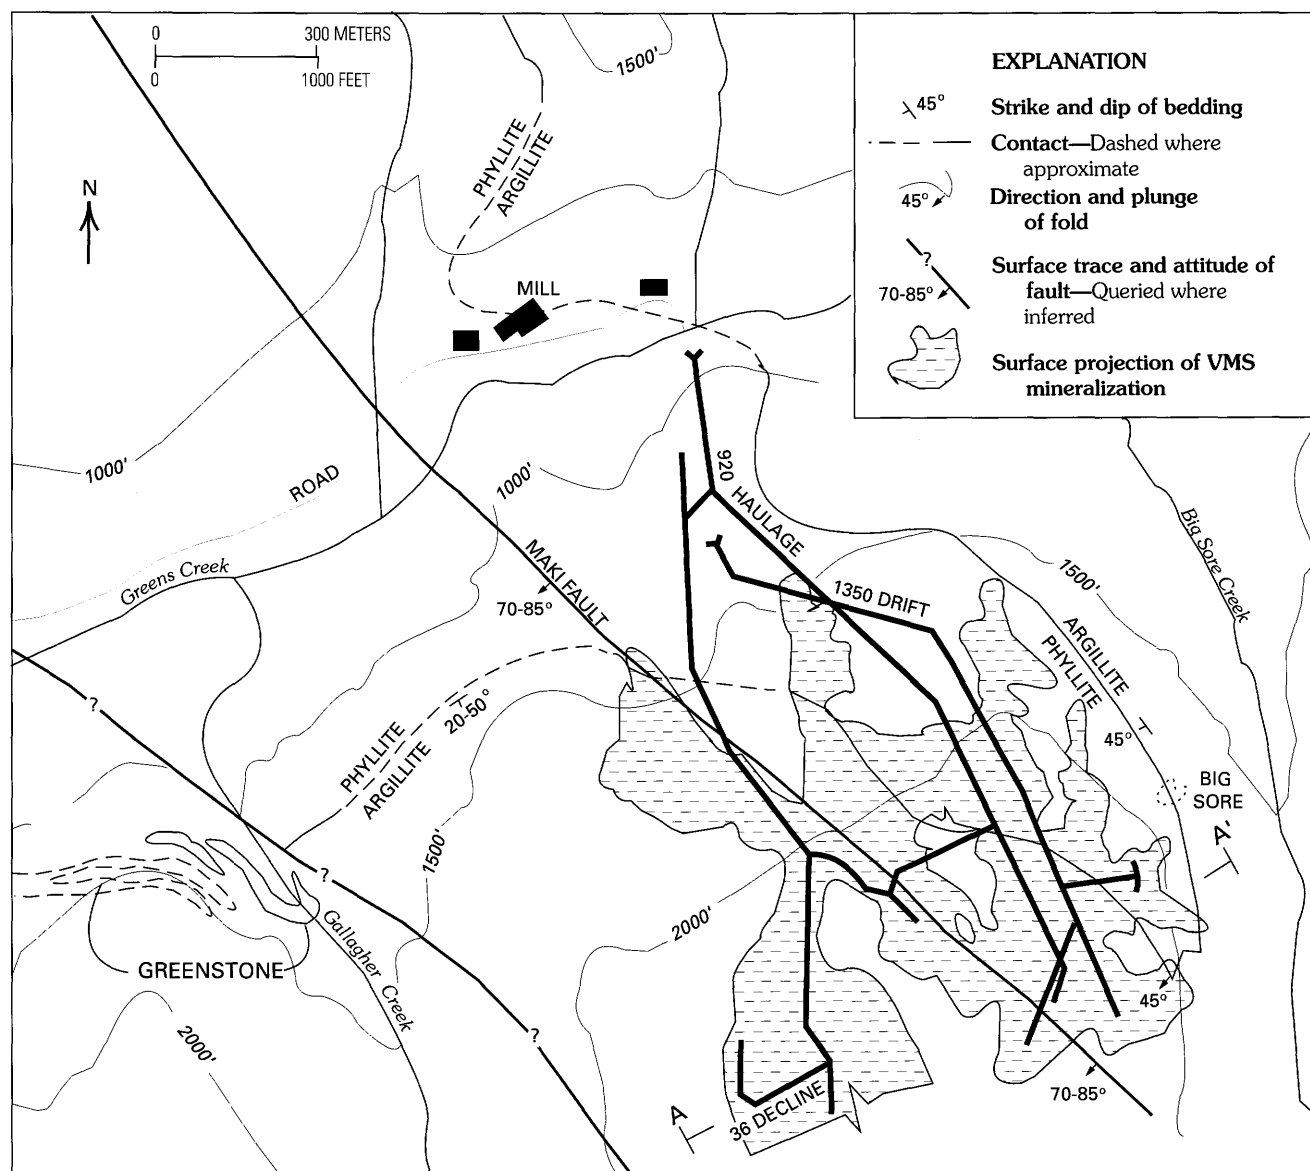 0 300 METERS
0 1000 FEET
N
1500'
PHYLLITE
ARGILLITE
MILL
EXPLANATION
45° Strike and dip of bedding
Contact—Dashed where
approximate
45° Direction and plunge
of fold
?
70-85°
Surface trace and attitude of
fault—Queried where
inferred
Surface projection of VMS
mineralization
1000'
ROAD
Greens Creek
1000'
920 HAULAGE
MAKI FAULT
70-85°
1350 DRIFT
1500'
Big Sore Creek
ARGILLITE
PHYLLITE
45°
BIG
SORE
A'
?
PHYLLITE
ARGILLITE
20-50°
1500'
?
GREENSTONE
Gallagher Creek
2000'
2000'
?
45°
70-85°
A
36 DECLINE